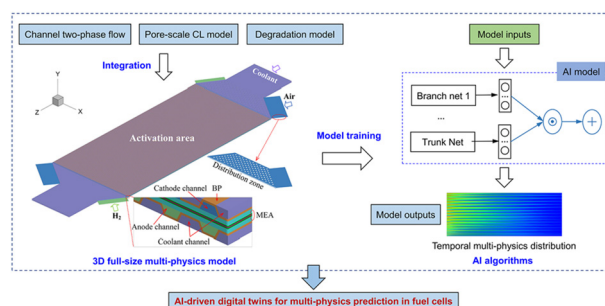 Channel two-phase flow
Pore-scale CL model
Degradation model
Integration
Coolant
Air
Y
Z
X
Activation area
Distribution zone
Cathode channel
BP
MEA
H₂
Anode channel
Coolant channel
3D full-size multi-physics model
Model training
Model inputs
AI model
Branch net 1
...
Trunk Net
Model outputs
Temporal multi-physics distribution
AI algorithms
AI-driven digital twins for multi-physics prediction in fuel cells